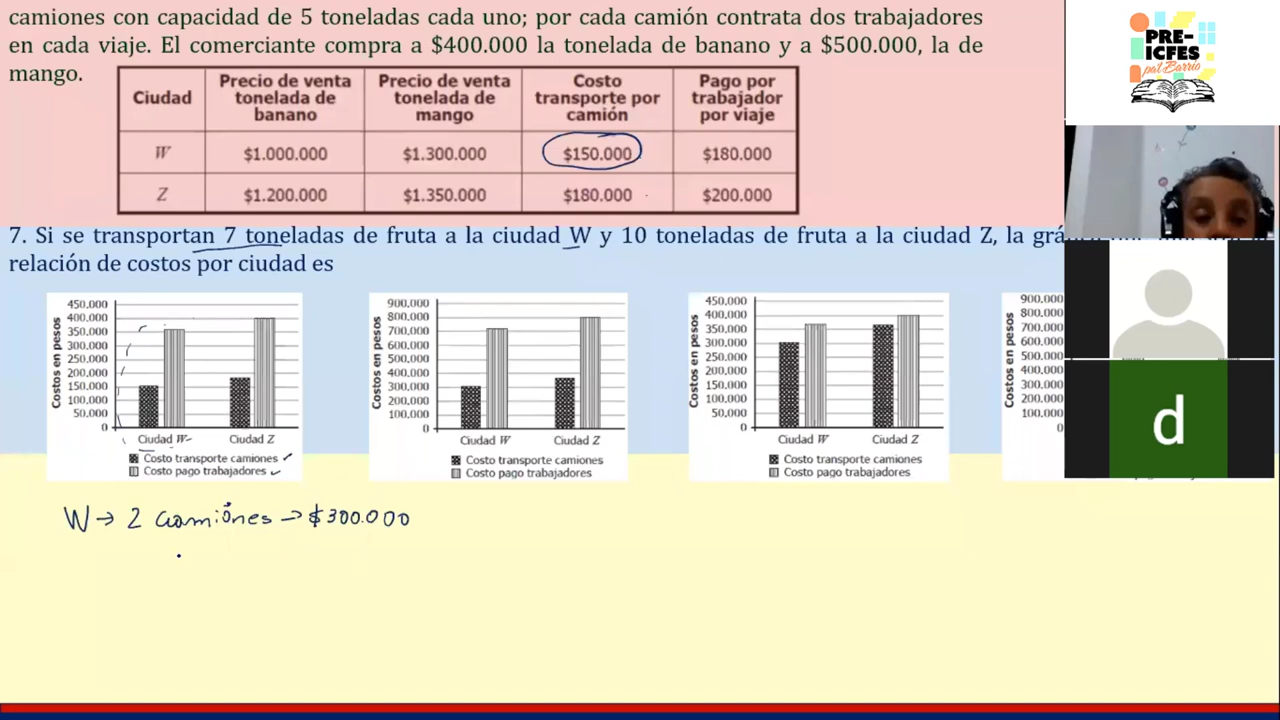 camiones con capacidad de 5 toneladas cada uno; por cada camión contrata dos trabajadores
en cada viaje. El comerciante compra a $400.000 la tonelada de banano y a $500.000, la de
mango.
Ciudad
Precio de venta tonelada de banano
Precio de venta tonelada de mango
Costo transporte por camión
Pago por trabajador por viaje
W $1.000.000 $1.300.000 $150.000 $180.000
Z $1.200.000 $1.350.000 $180.000 $200.000
7. Si se transportan 7 toneladas de fruta a la ciudad W y 10 toneladas de fruta a la ciudad Z, la
relación de costos por ciudad es
Costos en pesos
450.000
400.000
350.000
300.000
250.000
200.000
150.000
100.000
50.000
0
Ciudad W Ciudad Z
Costo transporte camiones
Costo pago trabajadores
Costos en pesos
900.000
800.000
700.000
600.000
500.000
400.000
300.000
200.000
100.000
0
Ciudad W Ciudad Z
Costo transporte camiones
Costo pago trabajadores
Costos en pesos
450.000
400.000
350.000
300.000
250.000
200.000
150.000
100.000
50.000
0
Ciudad W Ciudad Z
Costo transporte camiones
Costo pago trabajadores
Costos en pesos
900.000
800.000
700.000
600.000
500.000
400.000
300.000
200.000
100.000
0
W → 2 camiones → $300.000
PRE-
ICFES
pa'l Barrio
d